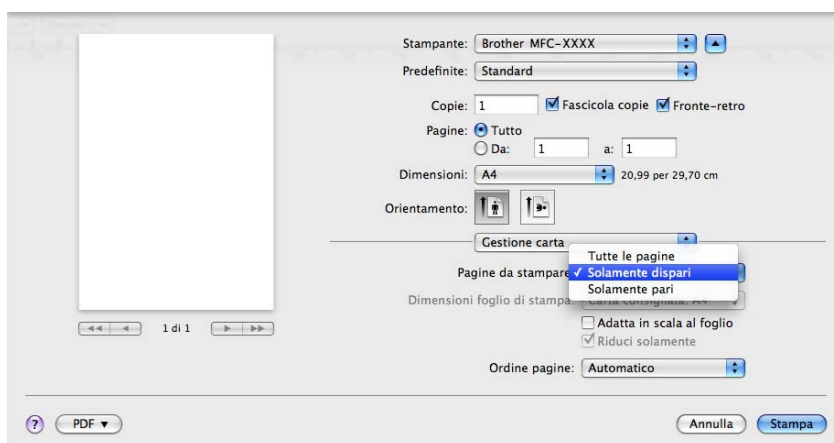 Stampante: Brother MFC-XXXX
Predefinite: Standard
Copie: 1 Fascicola copie Fronte-retro
Pagine: Tutto
Da: 1 a: 1
Dimensioni: A4 20,99 per 29,70 cm
Orientamento:
Gestione carta
Tutte le pagine
Pagine da stampare ✓ Solamente dispari
Solamente pari
Dimensioni foglio di stampa: Carta consigliata: A4
1 di 1
Adatta in scala al foglio
Riduci solamente
Ordine pagine: Automatico
? PDF ▼ Annulla Stampa